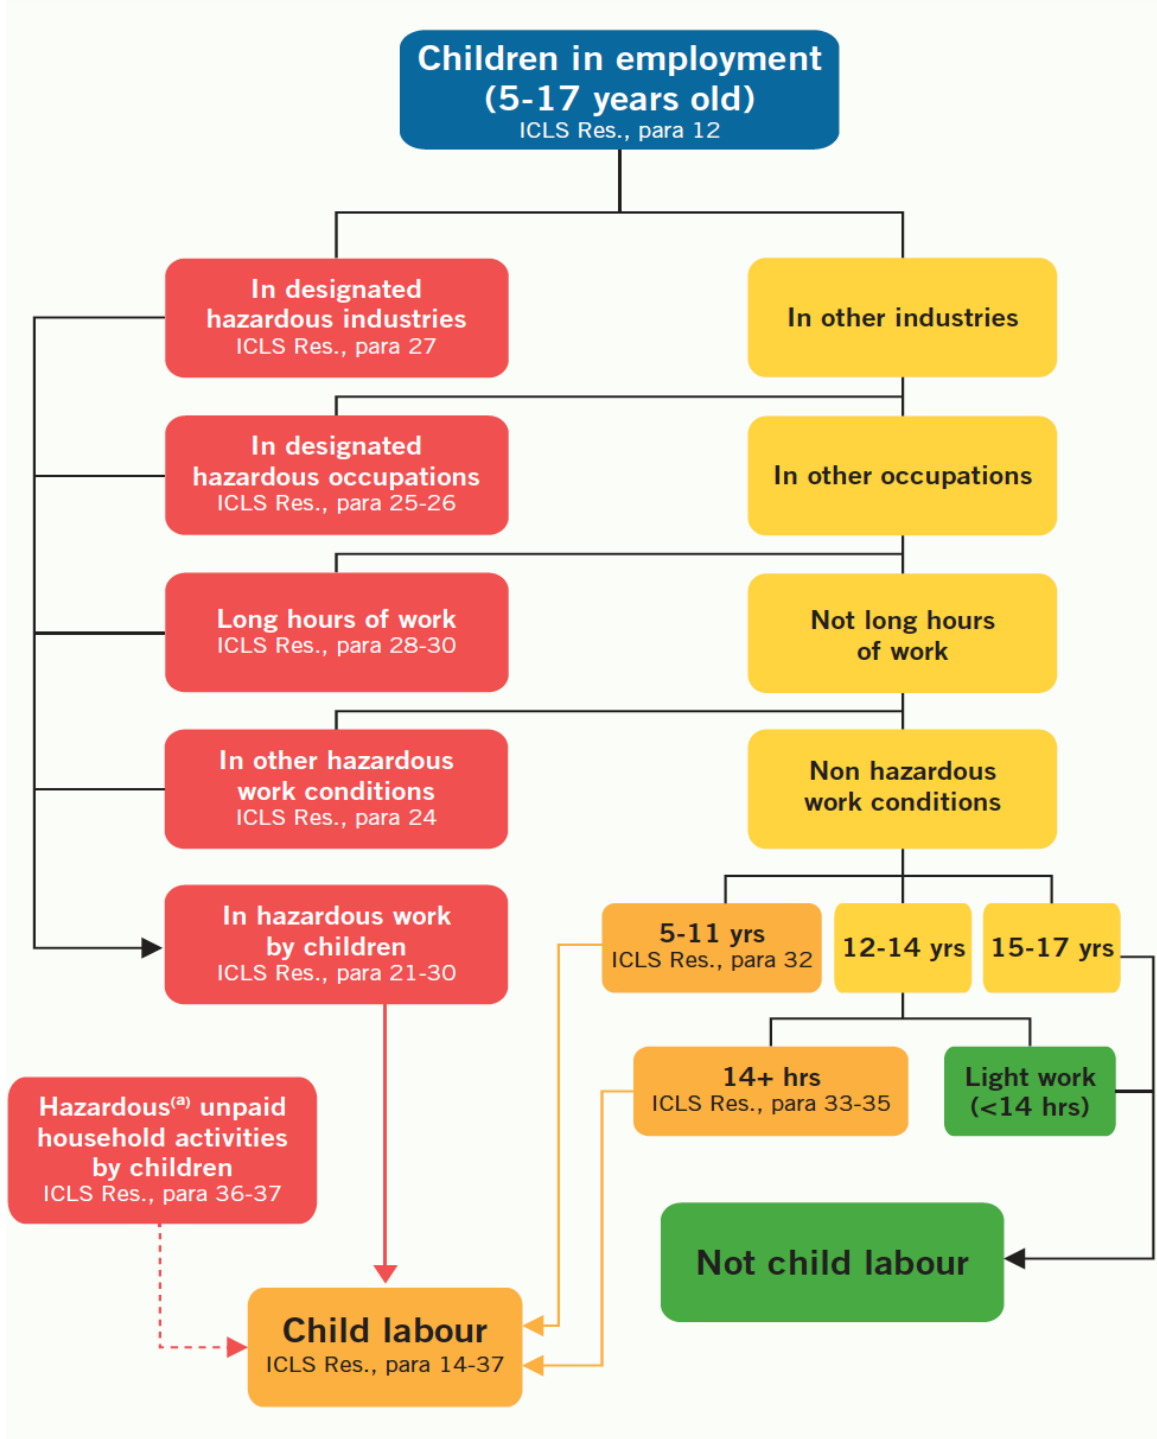 Children in employment
(5-17 years old)
ICLS Res., para 12
In designated
hazardous industries
ICLS Res., para 27
In other industries
In designated
hazardous occupations
ICLS Res., para 25-26
In other occupations
Long hours of work
ICLS Res., para 28-30
Not long hours
of work
In other hazardous
work conditions
ICLS Res., para 24
Non hazardous
work conditions
In hazardous work
by children
ICLS Res., para 21-30
5-11 yrs
ICLS Res., para 32
12-14 yrs
15-17 yrs
14+ hrs
ICLS Res., para 33-35
Light work
(<14 hrs)
Hazardous(a) unpaid
household activities
by children
ICLS Res., para 36-37
Not child labour
Child labour
ICLS Res., para 14-37